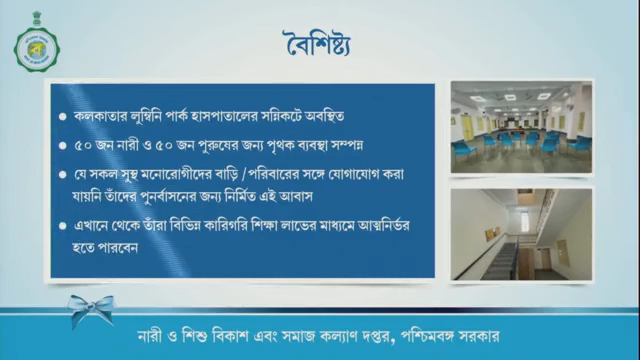 বৈশিষ্ট্য
কলকাতার লুম্বিনি পার্ক হাসপাতালের সন্নিকটে অবস্থিত
৫০ জন নারী ও ৫০ জন পুরুষের জন্য পৃথক ব্যবস্থা সম্পন্ন
যে সকল সুস্থ মনোরোগীদের বাড়ি /পরিবারের সঙ্গে যোগাযোগ করা
যায়নি তাঁদের পুনর্বাসনের জন্য নির্মিত এই আবাস
এখানে থেকে তাঁরা বিভিন্ন কারিগরি শিক্ষা লাভের মাধ্যমে আত্মনির্ভর
হতে পারবেন
নারী ও শিশু বিকাশ এবং সমাজ কল্যাণ দপ্তর, পশ্চিমবঙ্গ সরকার